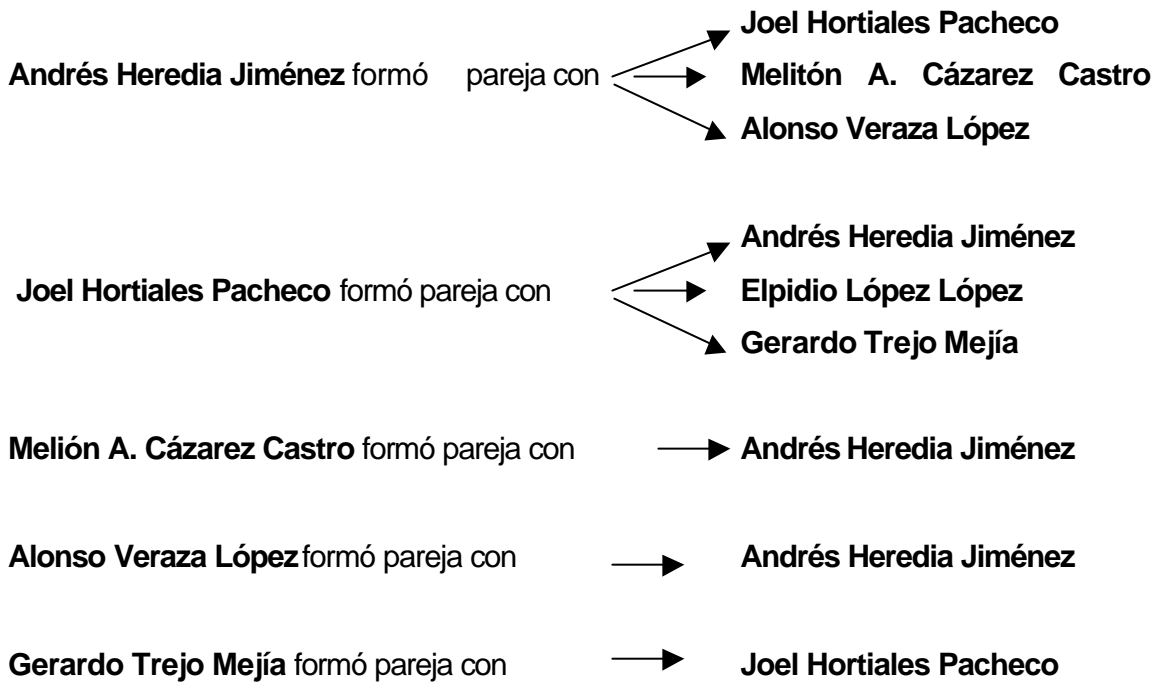 Joel Hortiales Pacheco
Andrés Heredia Jiménez formó pareja con Melitón A. Cázarez Castro
Alonso Veraza López
Andrés Heredia Jiménez
Joel Hortiales Pacheco formó pareja con Elpidio López López
Gerardo Trejo Mejía
Melión A. Cázarez Castro formó pareja con Andrés Heredia Jiménez
Alonso Veraza López formó pareja con Andrés Heredia Jiménez
Gerardo Trejo Mejía formó pareja con Joel Hortiales Pacheco